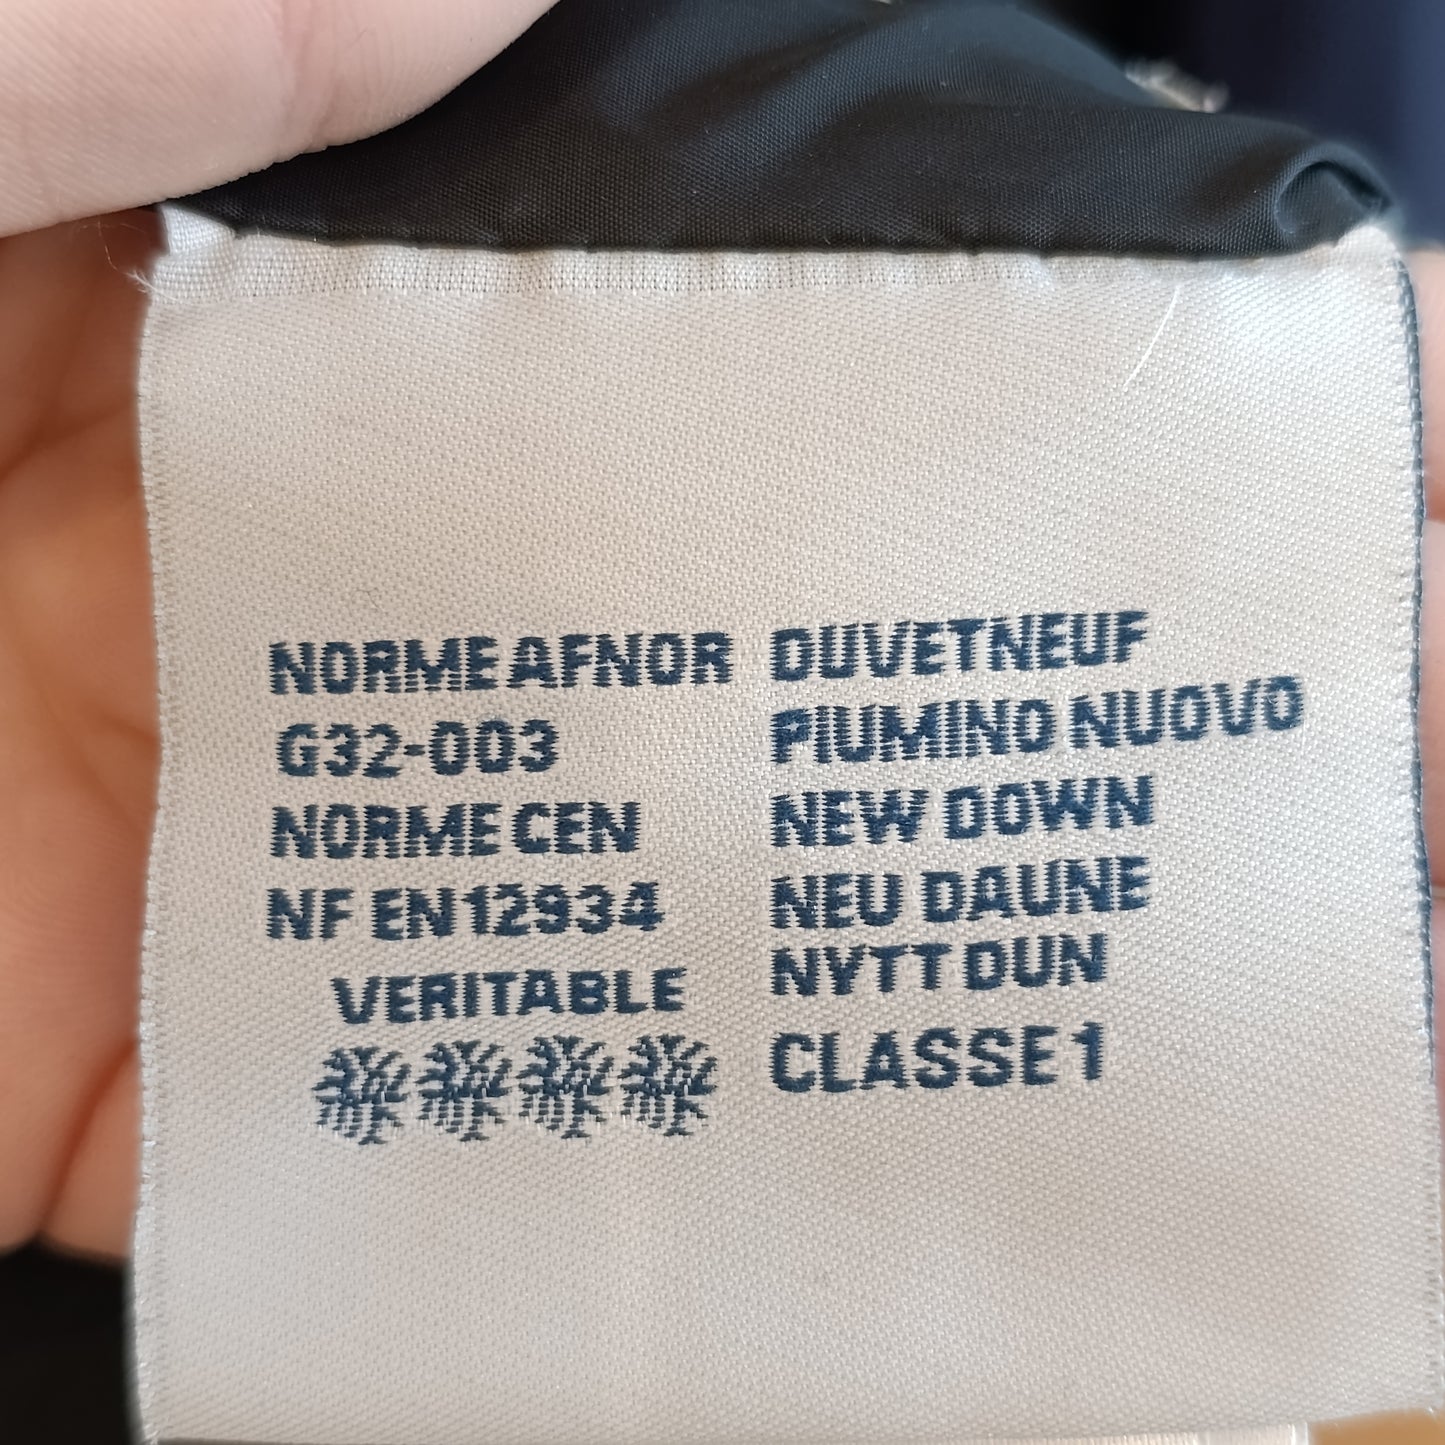 NORME AFNOR
G32-003
NORME CEN
NF EN 12934
VERITABLE
DUVET NEUF
PIUMINO NUOVO
NEW DOWN
NEU DAUNE
NYTT DUN
CLASSE 1